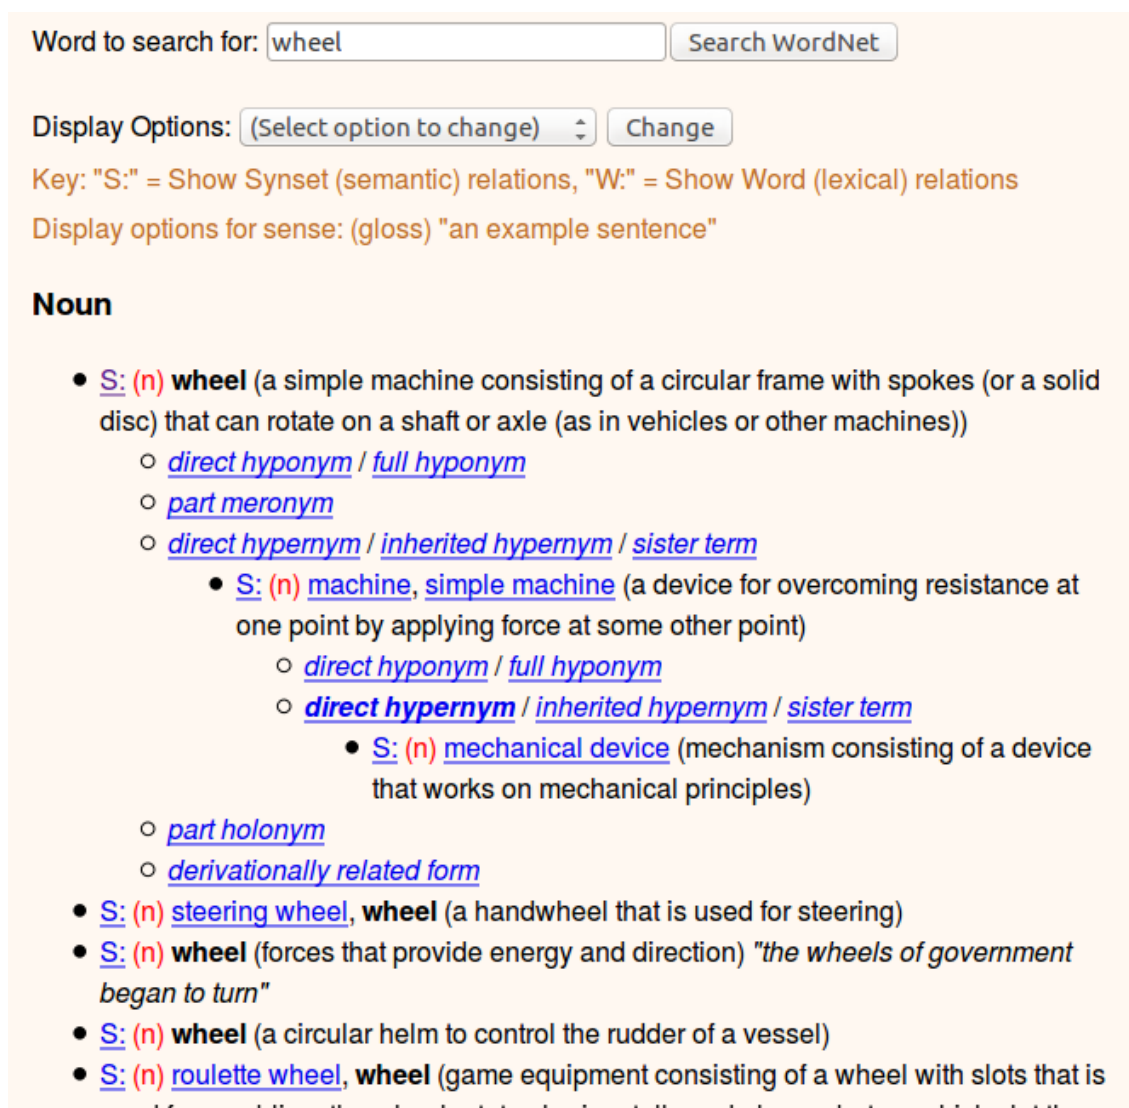 Word to search for: wheel Search WordNet
Display Options: (Select option to change) Change
Key: "S:" = Show Synset (semantic) relations, "W:" = Show Word (lexical) relations
Display options for sense: (gloss) "an example sentence"
Noun
S: (n) wheel (a simple machine consisting of a circular frame with spokes (or a solid
disc) that can rotate on a shaft or axle (as in vehicles or other machines))
direct hyponym / full hyponym
part meronym
direct hypernym / inherited hypernym / sister term
S: (n) machine, simple machine (a device for overcoming resistance at
one point by applying force at some other point)
direct hyponym / full hyponym
direct hypernym / inherited hypernym / sister term
S: (n) mechanical device (mechanism consisting of a device
that works on mechanical principles)
part holonym
derivationally related form
S: (n) steering wheel, wheel (a handwheel that is used for steering)
S: (n) wheel (forces that provide energy and direction) "the wheels of government
began to turn"
S: (n) wheel (a circular helm to control the rudder of a vessel)
S: (n) roulette wheel, wheel (game equipment consisting of a wheel with slots that is